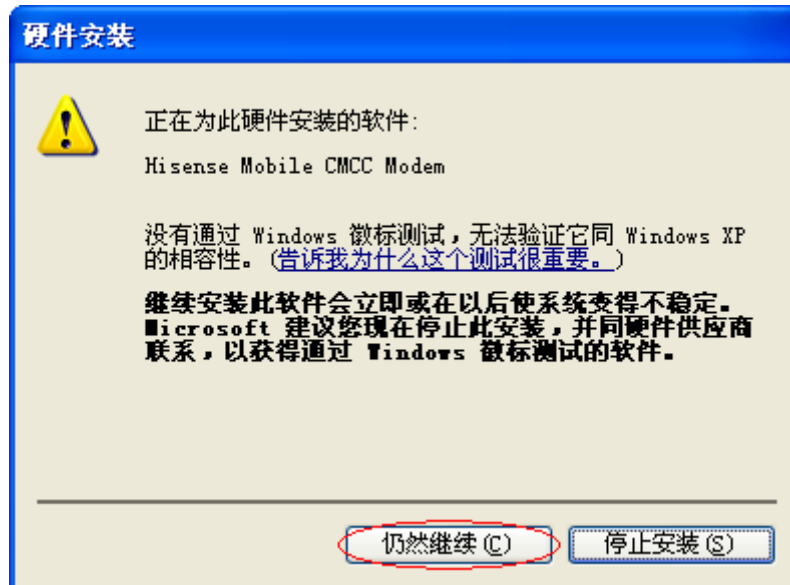 硬件安装
正在为此硬件安装的软件:
Hisense Mobile CMCC Modem
没有通过 Windows 徽标测试，无法验证它同 Windows XP
的相容性。(告诉我为什么这个测试很重要。)
继续安装此软件会立即或在以后使系统变得不稳定。
Microsoft 建议您现在停止此安装，并同硬件供应商
联系，以获得通过 Windows 徽标测试的软件。
仍然继续(C) 停止安装(S)